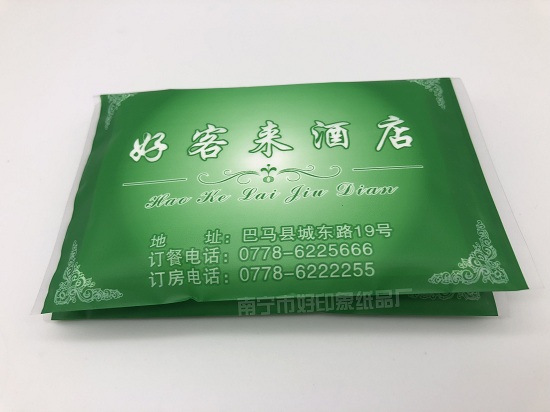 好客来酒店
Hao Ke Lai Jiu Dian
地 址：巴马县城东路19号
订餐电话：0778-6225666
订房电话：0778-6222255
南宁市好印象纸品厂